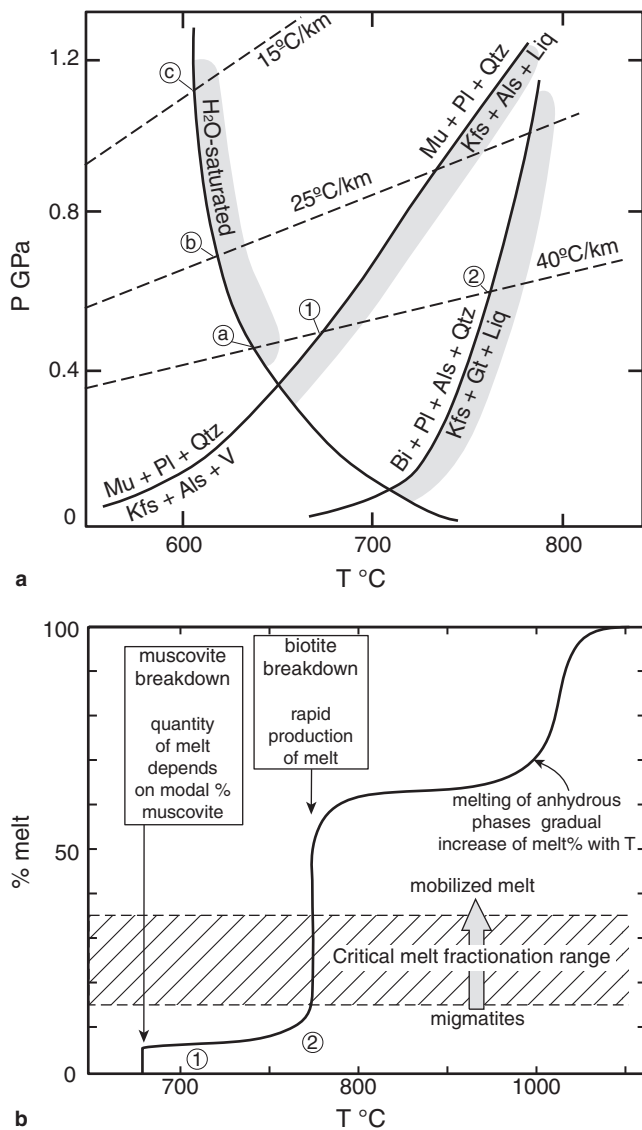 1.2
0.8
0.4
0
P GPa
600
700
800
T °C
a
15ºC/km
25ºC/km
40ºC/km
H2O-saturated
c
b
a
1
2
Mu + Pl + Qtz
Kfs + Als + Liq
Mu + Pl + Qtz
Kfs + Als + V
Bi + Pl + Als + Qtz
Kfs + Gt + Liq
100
50
0
% melt
muscovite
breakdown
quantity
of melt
depends
on modal %
muscovite
biotite
breakdown
rapid
production
of melt
melting of anhydrous
phases gradual
increase of melt% with T
mobilized melt
Critical melt fractionation range
migmatites
1
2
700
800
1000
T °C
b